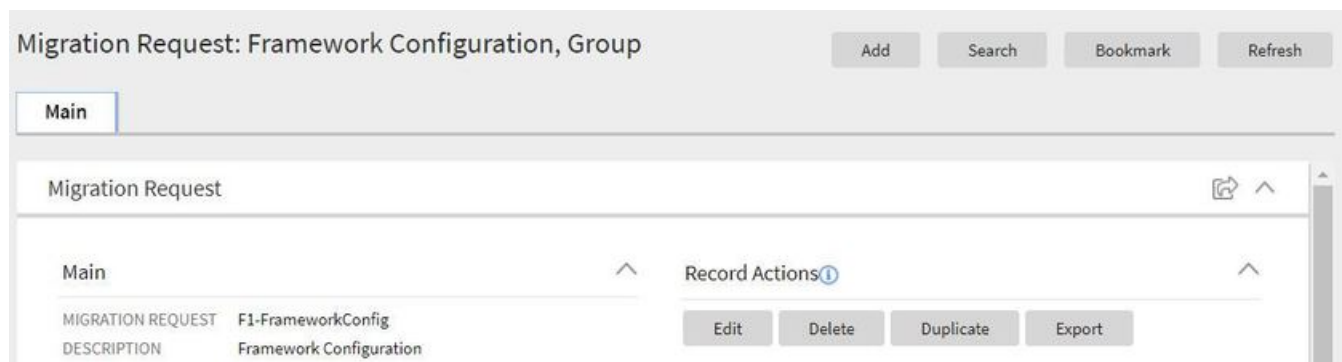 Migration Request: Framework Configuration, Group
Add Search Bookmark Refresh
Main
Migration Request
Main
Record Actions
MIGRATION REQUEST F1-FrameworkConfig
Edit Delete Duplicate Export
DESCRIPTION Framework Configuration